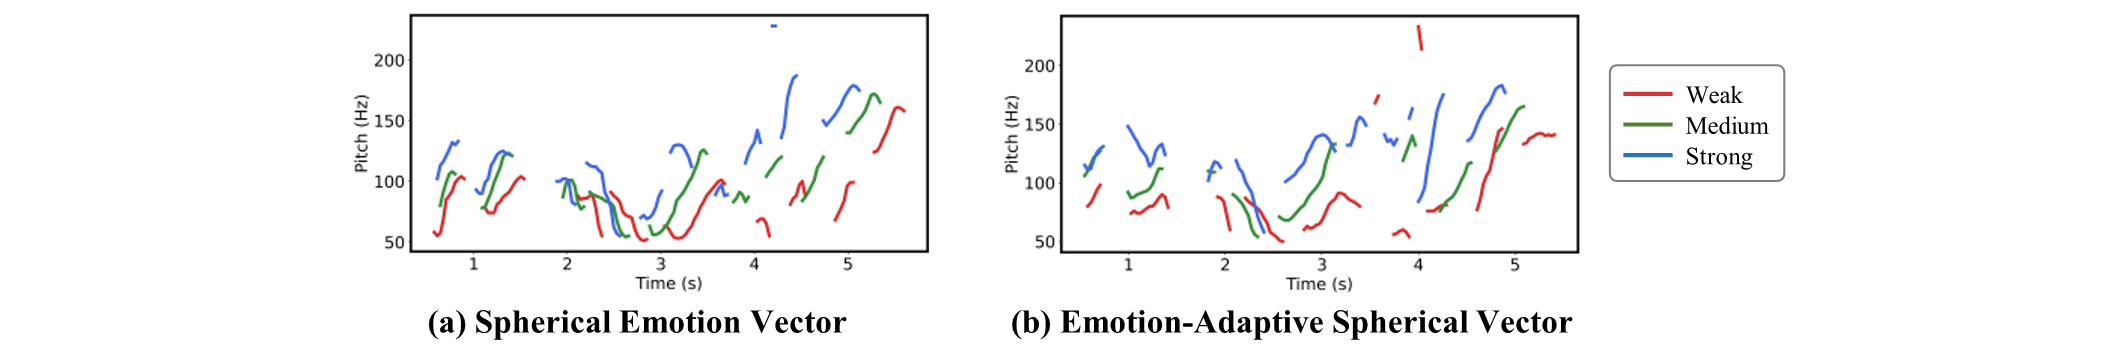 200
150
100
50
Pitch (Hz)
1 2 3 4 5
Time (s)
(a) Spherical Emotion Vector
200
150
100
50
Pitch (Hz)
1 2 3 4 5
Time (s)
(b) Emotion-Adaptive Spherical Vector
Weak
Medium
Strong